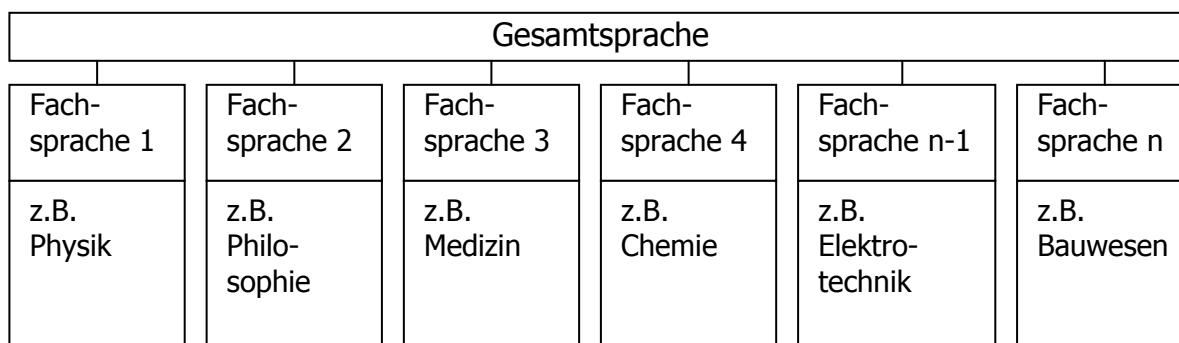 Gesamtsprache
Fach-
sprache 1
Fach-
sprache 2
Fach-
sprache 3
Fach-
sprache 4
Fach-
sprache n-1
Fach-
sprache n
z.B.
Physik
z.B.
Philo-
sophie
z.B.
Medizin
z.B.
Chemie
z.B.
Elektro-
technik
z.B.
Bauwesen